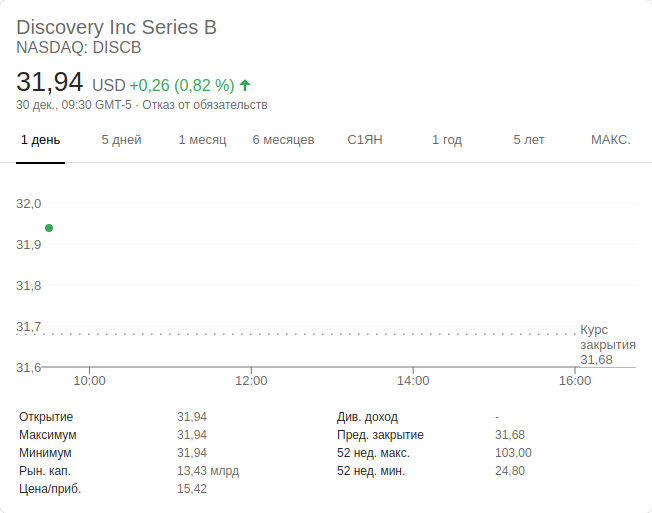 Discovery Inc Series B
NASDAQ: DISCB
31,94 USD +0,26 (0,82 %)
30 дек., 09:30 GMT-5 · Отказ от обязательств
1 день 5 дней 1 месяц 6 месяцев С1ЯН 1 год 5 лет МАКС.
32,0
31,9
31,8
31,7
31,6
Курс
закрытия
31,68
10:00 12:00 14:00 16:00
Открытие 31,94 Див. доход -
Максимум 31,94 Пред. закрытие 31,68
Минимум 31,94 52 нед. макс. 103,00
Рын. кап. 13,43 млрд 52 нед. мин. 24,80
Цена/приб. 15,42